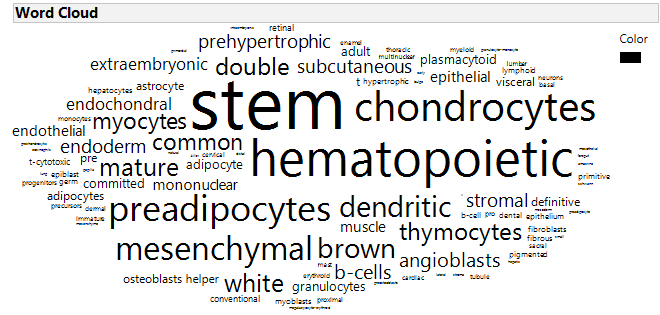 Word Cloud
Color
retinal
prehypertrophic enamel
adult thoracic myeloid
multinuclear
extraembryonic double subcutaneous plasmacytoid
lumbar
lymphoid
epithelial neurons
t hypertrophic visceral basal
hepatocytes astrocyte
endochondral stem chondrocytes
monocytes myocytes
endothelial
endoderm common
cervical
t-cytotoxic pre mature adipocyte hematopoietic
epiblast
progenitors germ committed mononuclear primitive
adipocytes
precursors dermal
Immature
preadipocytes dendritic stromal definitive
b-cell pro dental epithelium
muscle thymocytes fibroblasts
fibrous
sacral
mesenchymal brown angioblasts pigmented
mast
osteoblasts helper white erythroid b-cells cardiac tubule
granulocytes
conventional myoblasts proximal